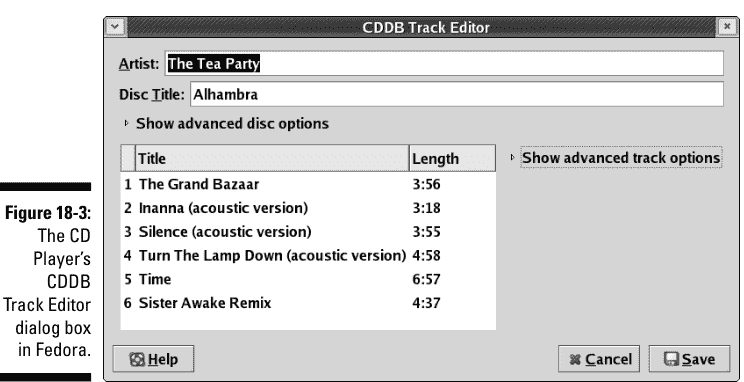 CDDB Track Editor
Artist: The Tea Party
Disc Title: Alhambra
Show advanced disc options
Title Length
1 The Grand Bazaar 3:56
2 Inanna (acoustic version) 3:18
3 Silence (acoustic version) 3:55
4 Turn The Lamp Down (acoustic version) 4:58
5 Time 6:57
6 Sister Awake Remix 4:37
Show advanced track options
Help Cancel Save
Figure 18-3:
The CD
Player's
CDDB
Track Editor
dialog box
in Fedora.